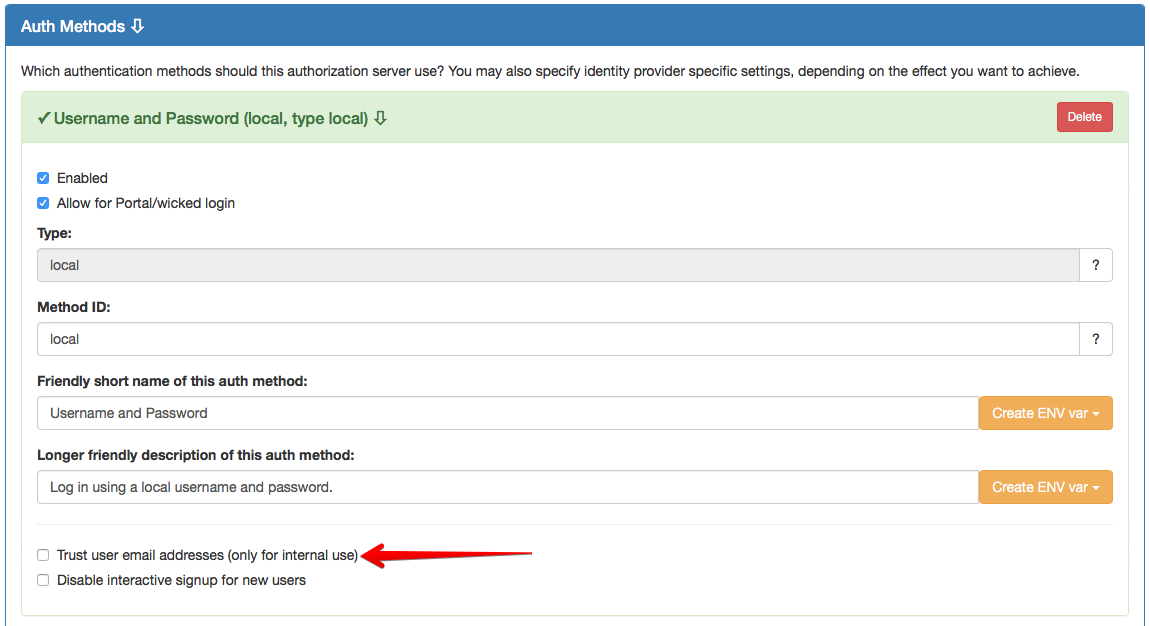 Auth Methods
Which authentication methods should this authorization server use? You may also specify identity provider specific settings, depending on the effect you want to achieve.
Username and Password (local, type local)
Delete
Enabled
Allow for Portal/wicked login
Type:
local
?
Method ID:
local
?
Friendly short name of this auth method:
Username and Password
Create ENV var
Longer friendly description of this auth method:
Log in using a local username and password.
Create ENV var
Trust user email addresses (only for internal use)
Disable interactive signup for new users